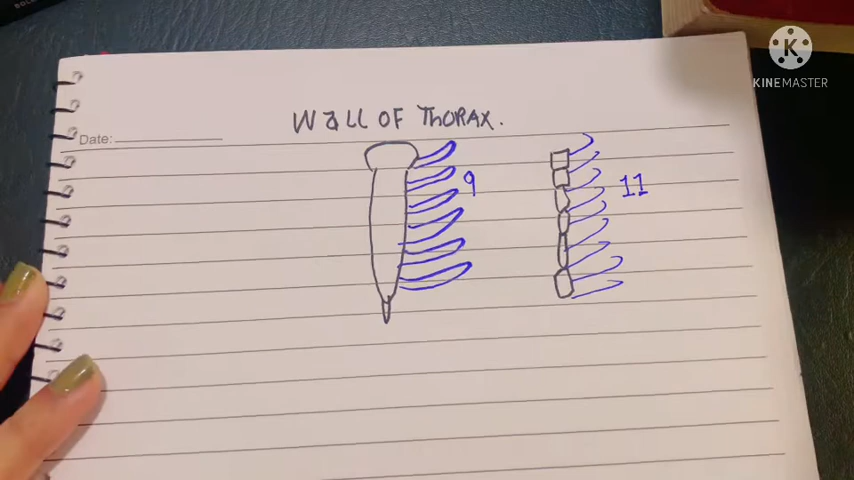 KINEMASTER
WALL OF THORAX.
Date:
9
11